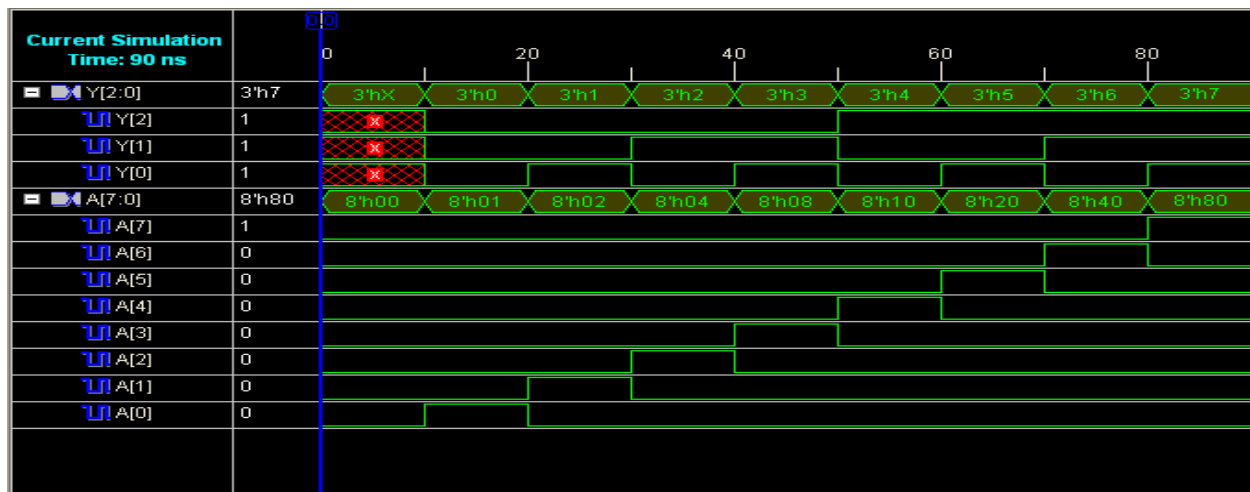 0.0
Current Simulation
Time: 90 ns
0 20 40 60 80
Y[2:0] 3'h7 3'hX 3'h0 3'h1 3'h2 3'h3 3'h4 3'h5 3'h6 3'h7
Y[2] 1 x
Y[1] 1 x
Y[0] 1 x
A[7:0] 8'h80 8'h00 8'h01 8'h02 8'h04 8'h08 8'h10 8'h20 8'h40 8'h80
A[7] 1
A[6] 0
A[5] 0
A[4] 0
A[3] 0
A[2] 0
A[1] 0
A[0] 0